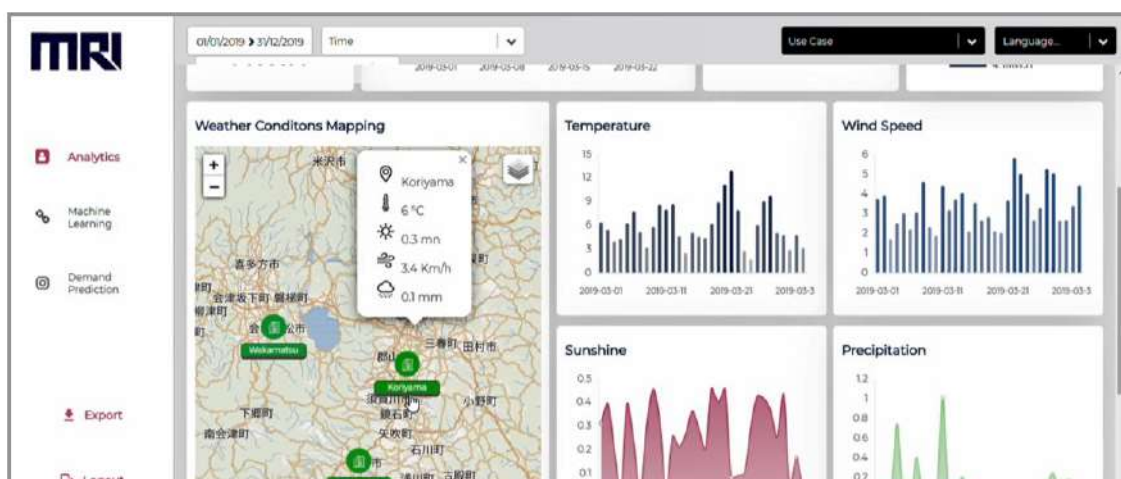 MRI
01/01/2019 > 31/12/2019
Time
Use Case
Language...
2019-03-01 2019-03-08 2019-03-15 2019-03-22
Analytics
Machine
Learning
Demand
Prediction
Export
Logout
Weather Conditons Mapping
+
−
米沢市
喜多方市
会津坂下町 磐梯町
柳津町
Wakamatsu
郡山
三春町 田村市
Koriyama
須賀川市
鏡石町
小野町
下郷町
矢吹町
南会津町
石川町
浅川町 古殿町
×
Koriyama
6 °C
0.3 mn
3.4 Km/h
0.1 mm
Temperature
15
12
9
6
3
0
2019-03-01 2019-03-11 2019-03-21 2019-03-3
Wind Speed
6
5
4
3
2
1
0
2019-03-01 2019-03-11 2019-03-21 2019-03-3
Sunshine
0.5
0.4
0.3
0.2
0.1
Precipitation
1.2
1
0.8
0.6
0.4
0.2